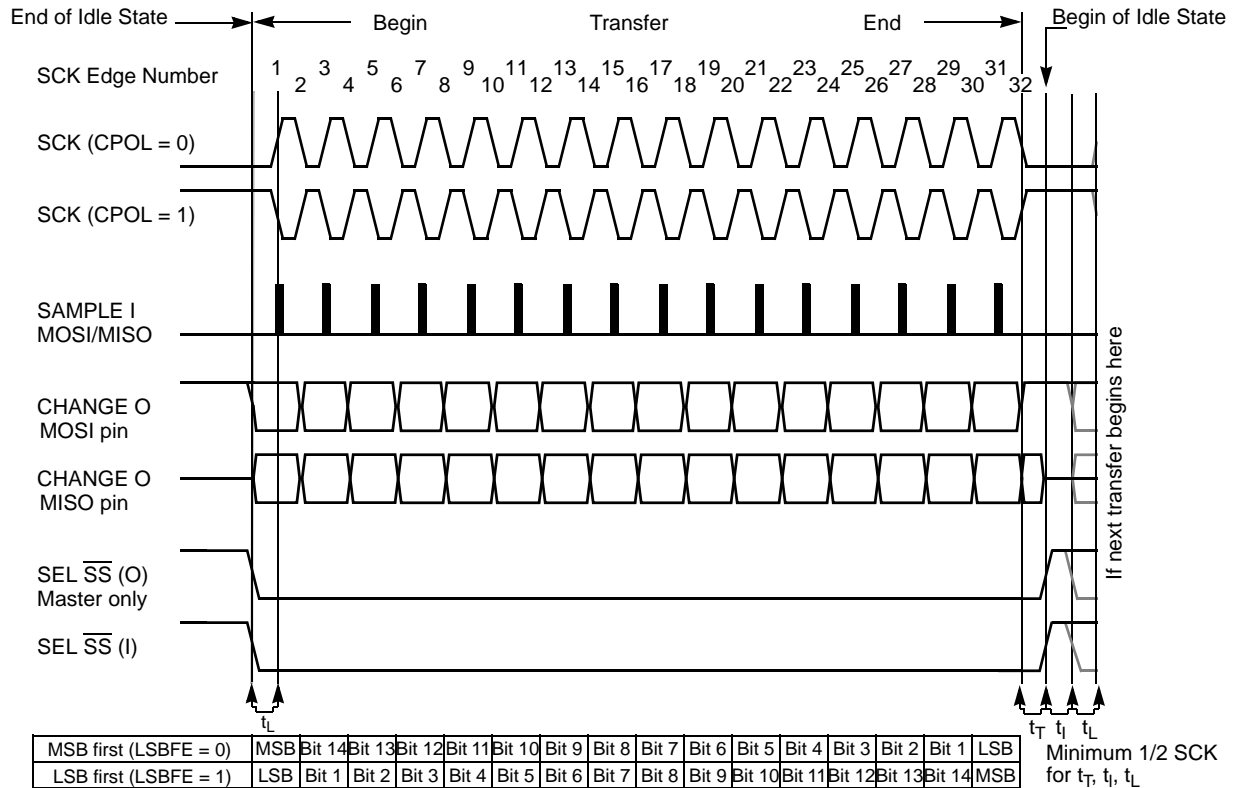 End of Idle State
Begin Transfer End
Begin of Idle State
SCK Edge Number
1 3 5 7 9 11 13 15 17 19 21 23 25 27 29 31
2 4 6 8 10 12 14 16 18 20 22 24 26 28 30 32
SCK (CPOL = 0)
SCK (CPOL = 1)
SAMPLE I
MOSI/MISO
CHANGE O
MOSI pin
CHANGE O
MISO pin
SEL S̅S̅ (O)
Master only
SEL S̅S̅ (I)
If next transfer begins here
tL
tT tI tL
MSB first (LSBFE = 0) MSB Bit 14 Bit 13 Bit 12 Bit 11 Bit 10 Bit 9 Bit 8 Bit 7 Bit 6 Bit 5 Bit 4 Bit 3 Bit 2 Bit 1 LSB
LSB first (LSBFE = 1) LSB Bit 1 Bit 2 Bit 3 Bit 4 Bit 5 Bit 6 Bit 7 Bit 8 Bit 9 Bit 10 Bit 11 Bit 12 Bit 13 Bit 14 MSB
Minimum 1/2 SCK
for tT, tI, tL